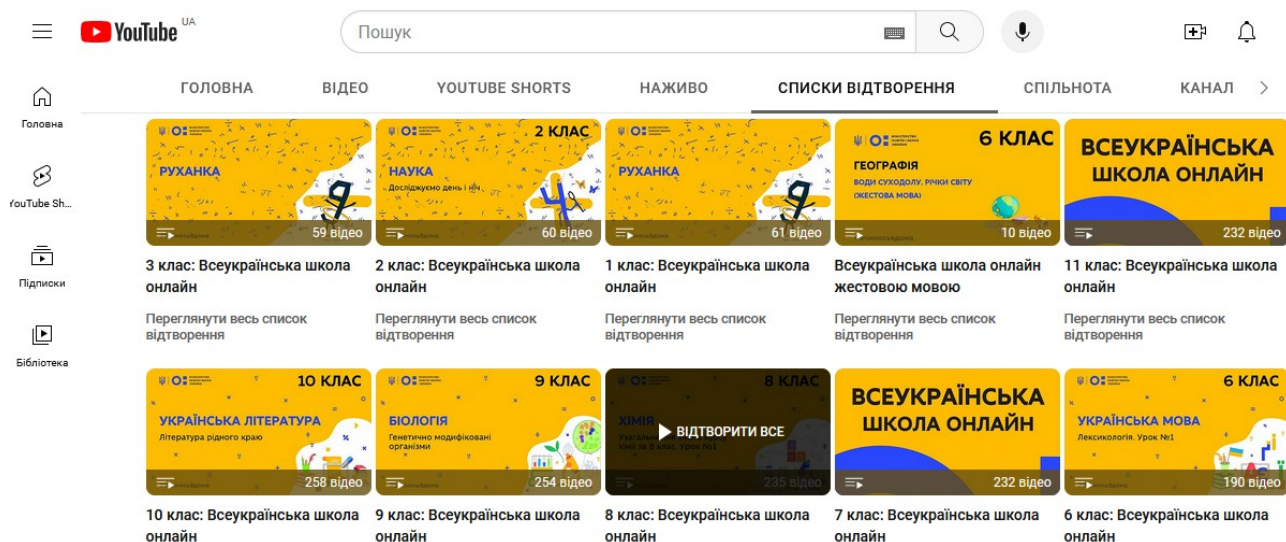 YouTube UA
Пошук
ГОЛОВНА
ВІДЕО
YOUTUBE SHORTS
НАЖИВО
СПИСКИ ВІДТВОРЕННЯ
СПІЛЬНОТА
КАНАЛ
Головна
YouTube Sh...
Підписки
Бібліотека
РУХАНКА
59 відео
3 клас: Всеукраїнська школа
онлайн
Переглянути весь список
відтворення
2 КЛАС
НАУКА
Досліджуємо день і ніч
60 відео
2 клас: Всеукраїнська школа
онлайн
Переглянути весь список
відтворення
РУХАНКА
61 відео
1 клас: Всеукраїнська школа
онлайн
Переглянути весь список
відтворення
6 КЛАС
ГЕОГРАФІЯ
ВОДИ СУХОДОЛУ. РІЧКИ СВІТУ
(ЖЕСТОВА МОВА)
10 відео
Всеукраїнська школа онлайн
жестовою мовою
Переглянути весь список
відтворення
ВСЕУКРАЇНСЬКА
ШКОЛА ОНЛАЙН
232 відео
11 клас: Всеукраїнська школа
онлайн
Переглянути весь список
відтворення
10 КЛАС
УКРАЇНСЬКА ЛІТЕРАТУРА
Література рідного краю
258 відео
10 клас: Всеукраїнська школа
онлайн
9 КЛАС
БІОЛОГІЯ
Генетично модифіковані
організми
254 відео
9 клас: Всеукраїнська школа
онлайн
8 КЛАС
ХІМІЯ
ВІДТВОРИТИ ВСЕ
хімії за 8 клас. Урок №1
235 відео
8 клас: Всеукраїнська школа
онлайн
ВСЕУКРАЇНСЬКА
ШКОЛА ОНЛАЙН
232 відео
7 клас: Всеукраїнська школа
онлайн
6 КЛАС
УКРАЇНСЬКА МОВА
Лексикологія. Урок №1
190 відео
6 клас: Всеукраїнська школа
онлайн